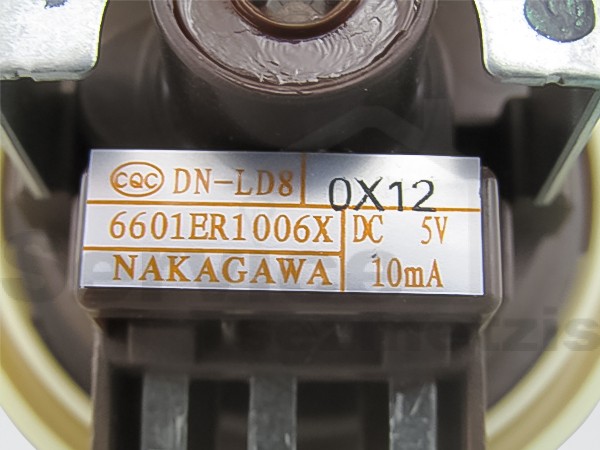 CQC DN-LD8 0X12
6601ER1006X DC 5V
NAKAGAWA 10mA